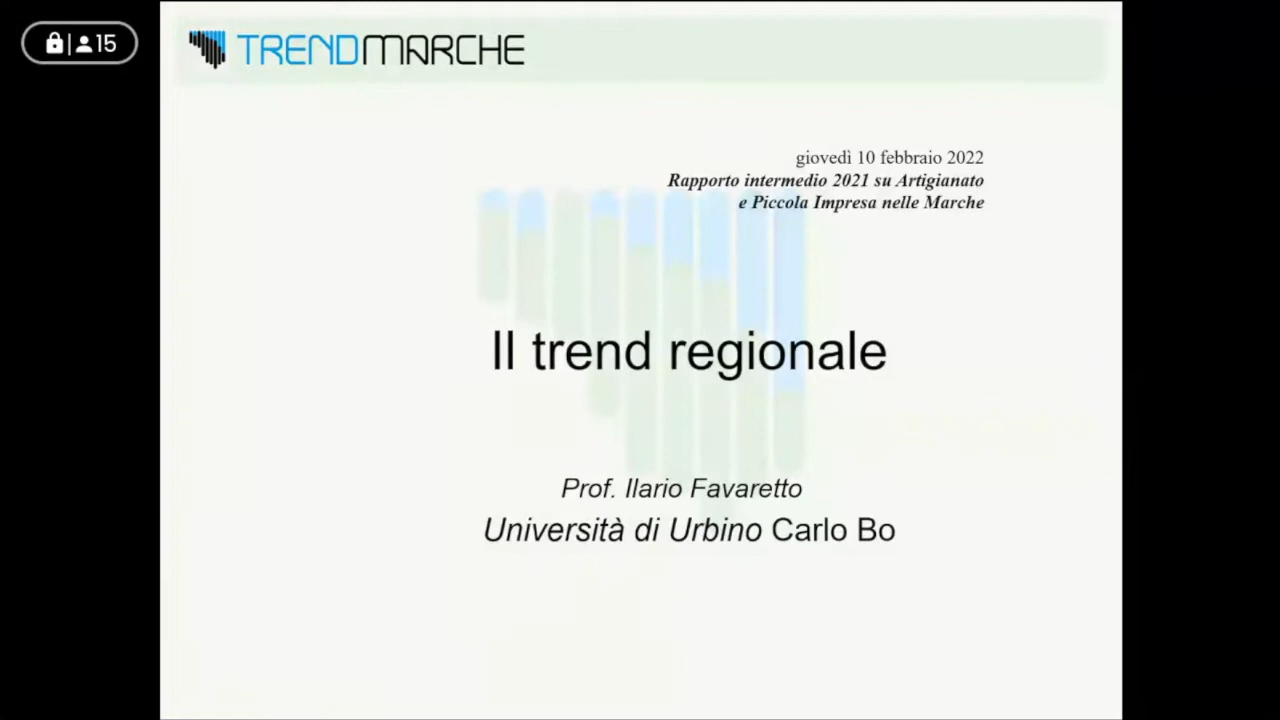 15
TRENDMARCHE
giovedì 10 febbraio 2022
Rapporto intermedio 2021 su Artigianato
e Piccola Impresa nelle Marche
Il trend regionale
Prof. Ilario Favaretto
Università di Urbino Carlo Bo